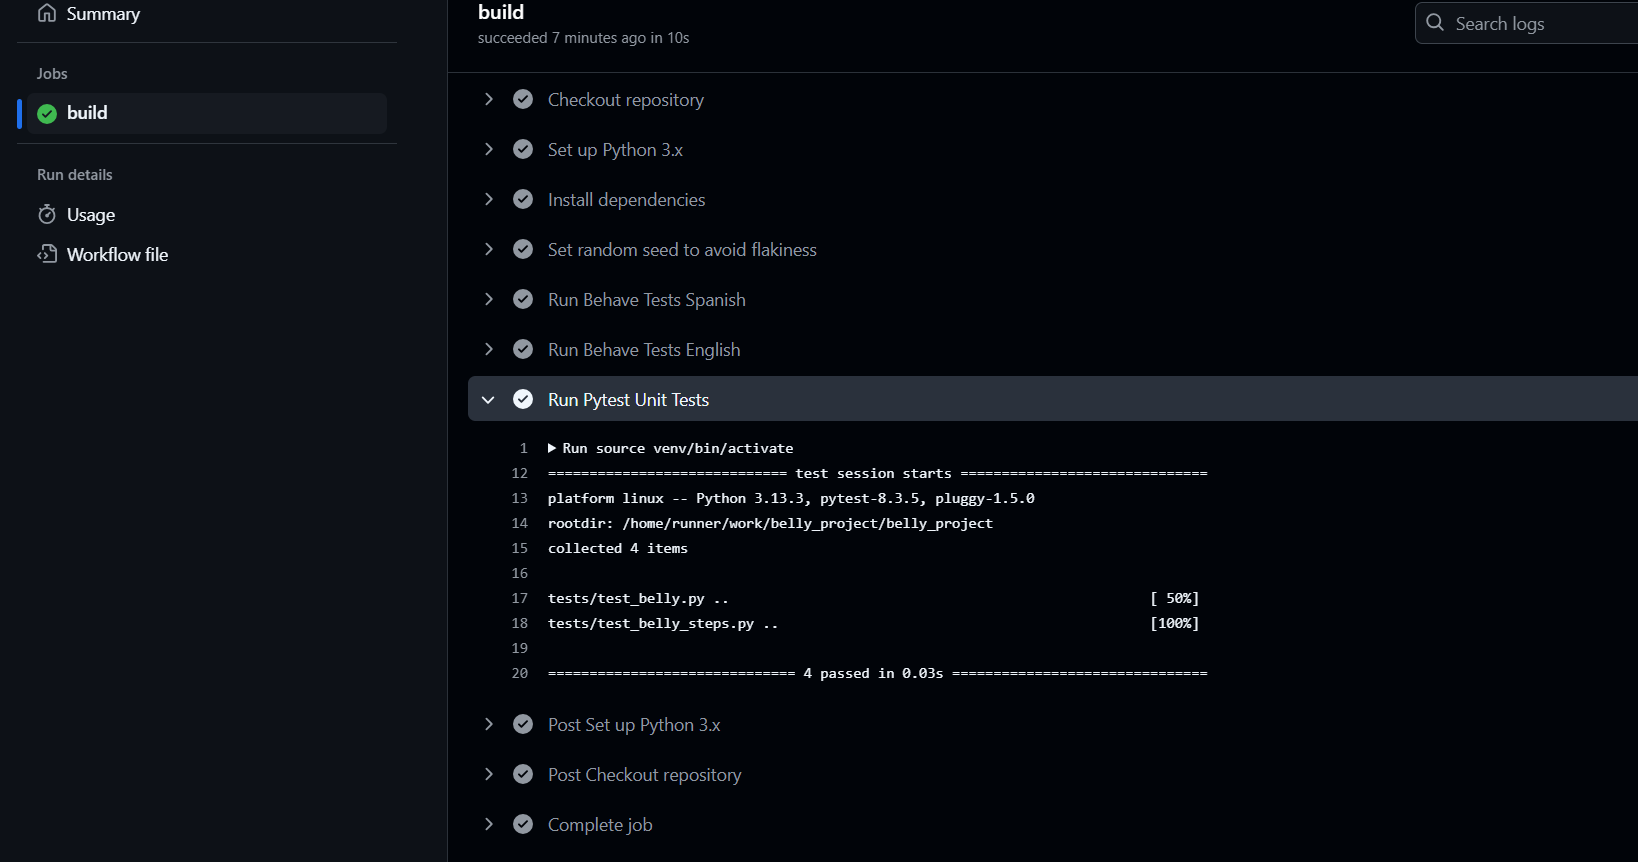 Summary
Jobs
build
Run details
Usage
Workflow file
build
succeeded 7 minutes ago in 10s
Search logs
Checkout repository
Set up Python 3.x
Install dependencies
Set random seed to avoid flakiness
Run Behave Tests Spanish
Run Behave Tests English
Run Pytest Unit Tests
1 Run source venv/bin/activate
12 ============================= test session starts ==============================
13 platform linux -- Python 3.13.3, pytest-8.3.5, pluggy-1.5.0
14 rootdir: /home/runner/work/belly_project/belly_project
15 collected 4 items
16
17 tests/test_belly.py .. [ 50%]
18 tests/test_belly_steps.py .. [100%]
19
20 ============================== 4 passed in 0.03s ===============================
Post Set up Python 3.x
Post Checkout repository
Complete job